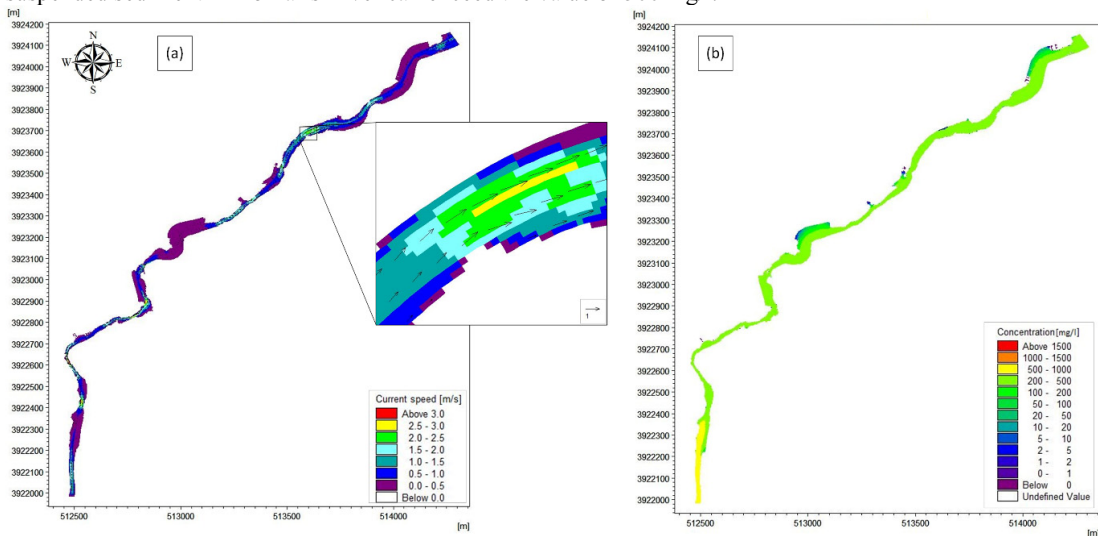 suspended sediment exceed the value of
[m]
3924200
3924100
3924000
3923900
3923800
3923700
3923600
3923500
3923400
3923300
3923200
3923100
3923000
3922900
3922800
3922700
3922600
3922500
3922400
3922300
3922200
3922100
3922000
N
W E
S
(a)
1
Current speed [m/s]
Above 3.0
2.5 - 3.0
2.0 - 2.5
1.5 - 2.0
1.0 - 1.5
0.5 - 1.0
0.0 - 0.5
Below 0.0
512500 513000 513500 514000
[m]
[m]
3924200
3924100
3924000
3923900
3923800
3923700
3923600
3923500
3923400
3923300
3923200
3923100
3923000
3922900
3922800
3922700
3922600
3922500
3922400
3922300
3922200
3922100
3922000
(b)
Concentration [mg/l]
Above 1500
1000 - 1500
500 - 1000
200 - 500
100 - 200
50 - 100
20 - 50
10 - 20
5 - 10
2 - 5
1 - 2
0 - 1
Below 0
Undefined Value
512500 513000 513500 514000
[m]